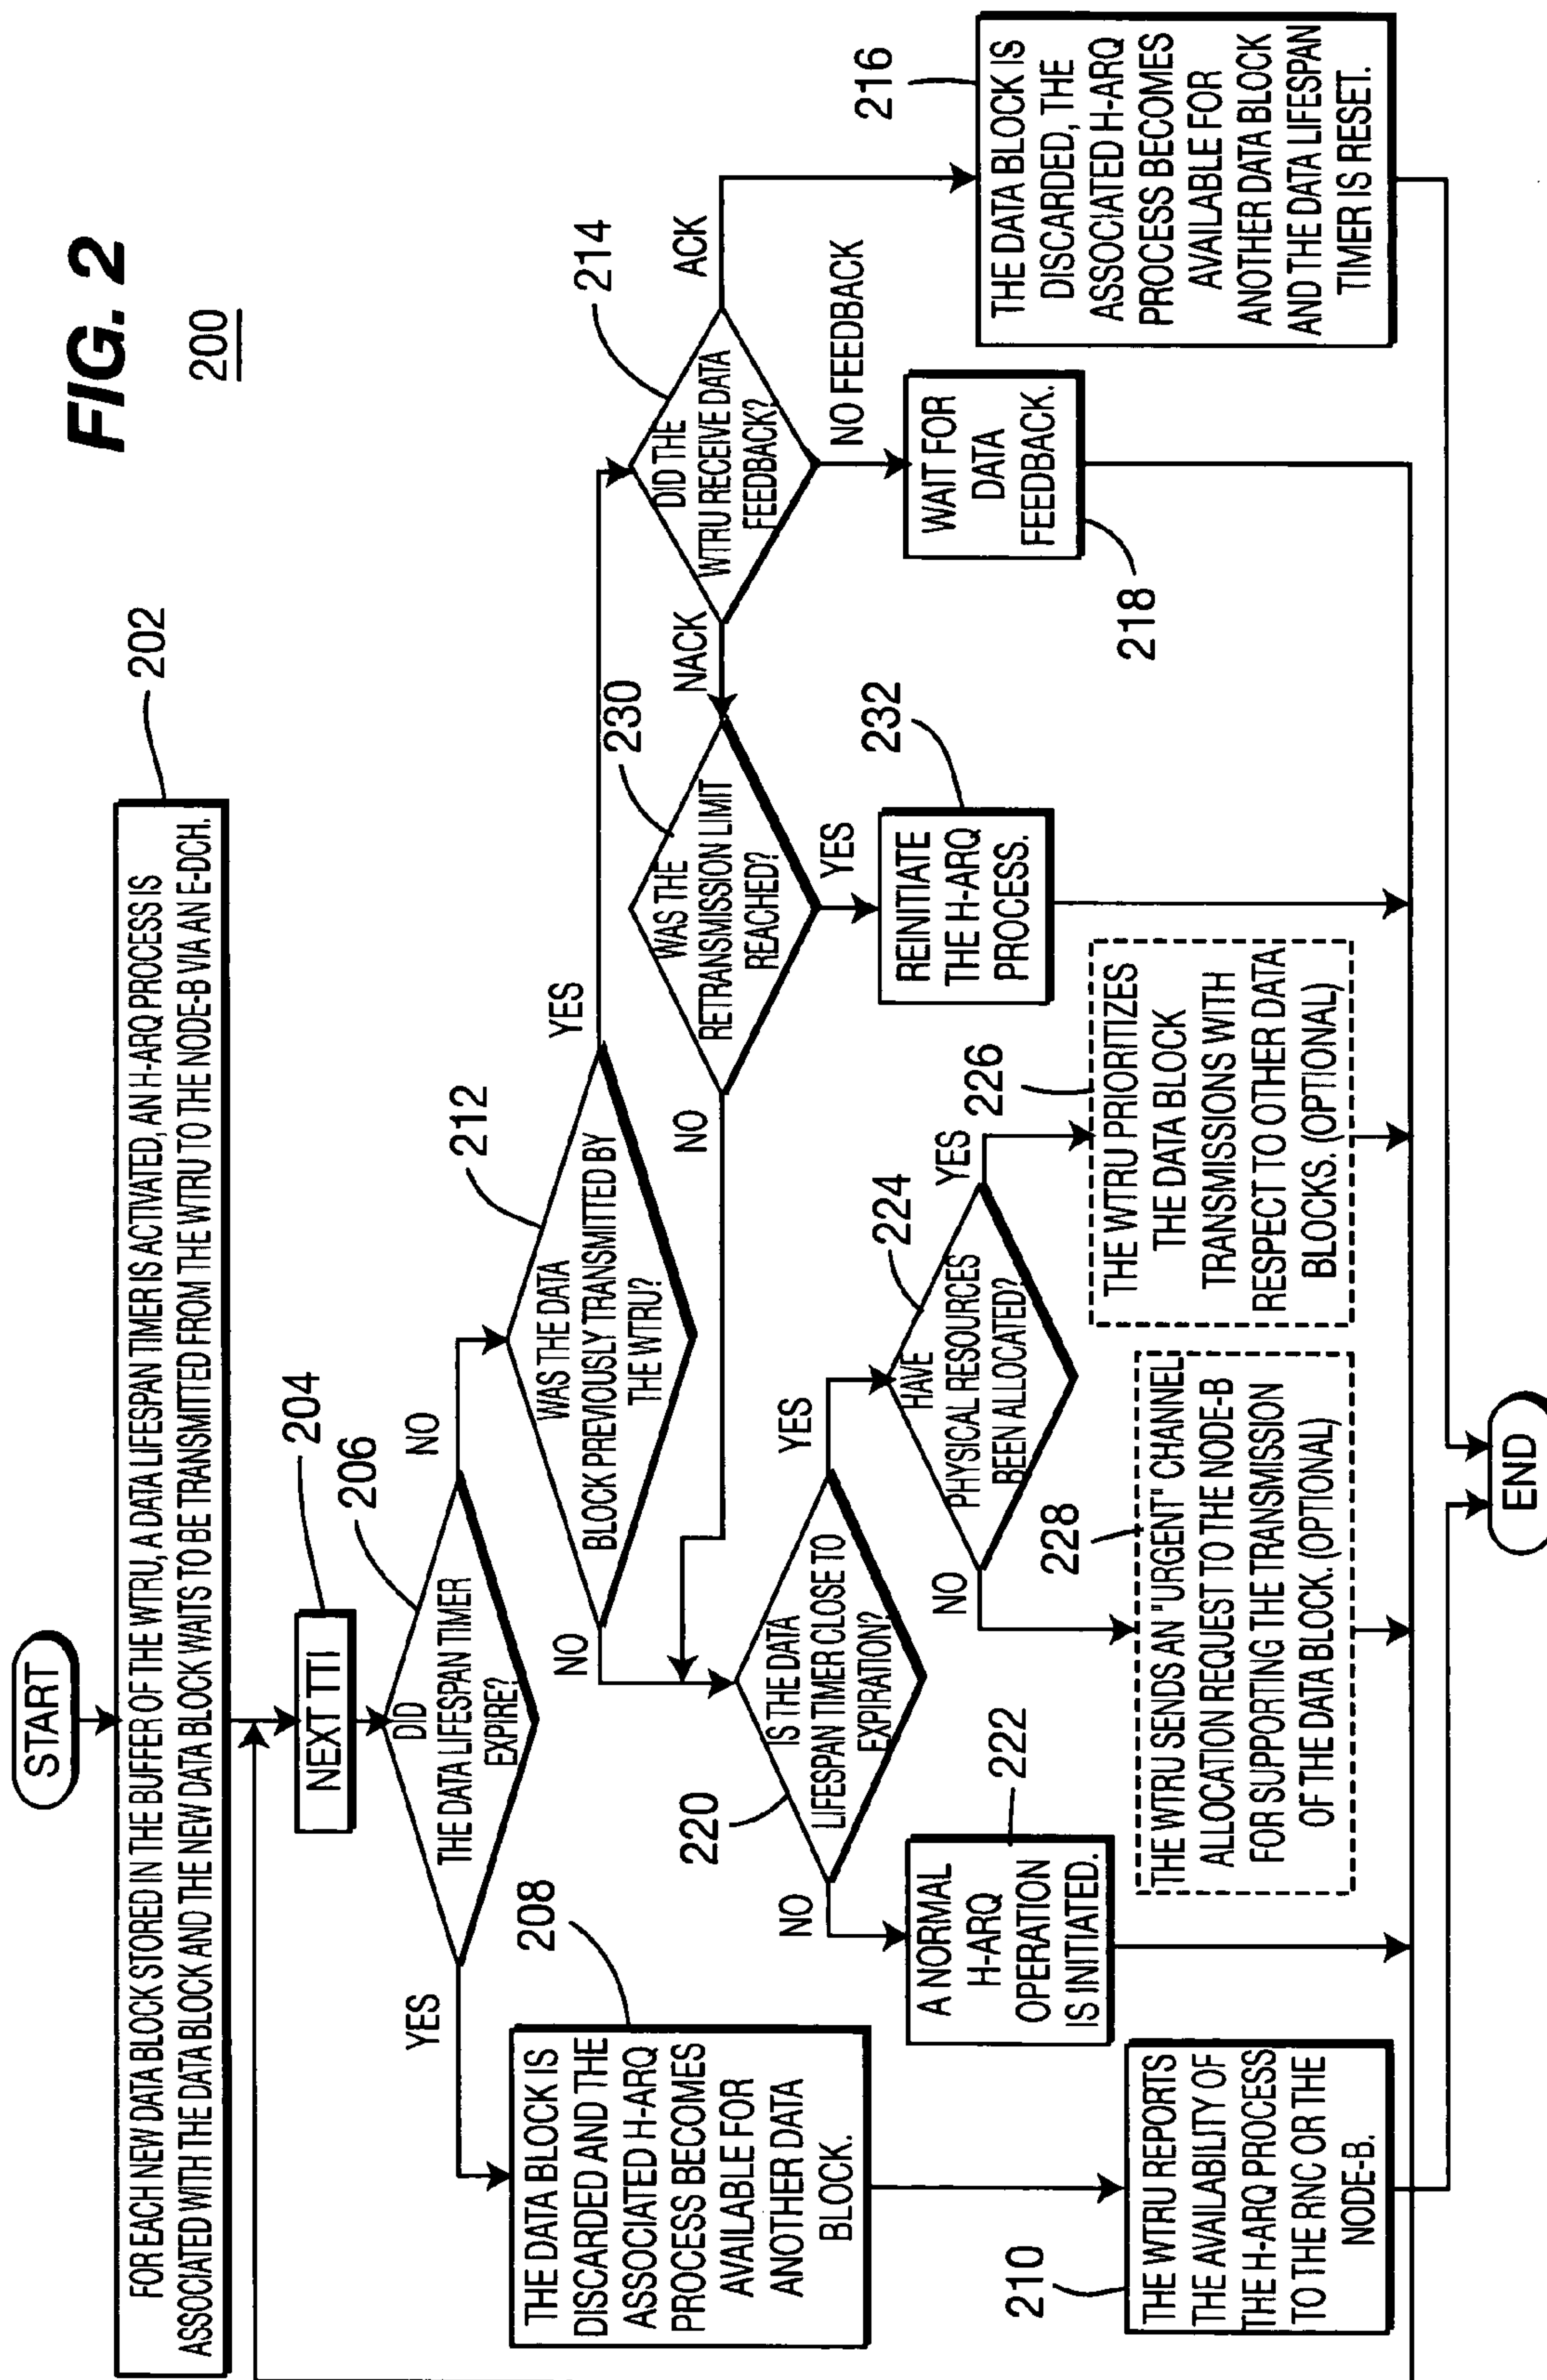 FIG. 2
200
START
202
FOR EACH NEW DATA BLOCK STORED IN THE BUFFER OF THE WTRU, A DATA LIFESPAN TIMER IS ACTIVATED, AN H-ARQ PROCESS IS
ASSOCIATED WITH THE DATA BLOCK AND THE NEW DATA BLOCK WAITS TO BE TRANSMITTED FROM THE WTRU TO THE NODE-B VIA AN E-DCH.
204
NEXT TTI
206
DID
THE DATA LIFESPAN TIMER
EXPIRE?
YES
NO
208
THE DATA BLOCK IS
DISCARDED AND THE
ASSOCIATED H-ARQ
PROCESS BECOMES
AVAILABLE FOR
ANOTHER DATA
BLOCK.
212
WAS THE DATA
BLOCK PREVIOUSLY TRANSMITTED BY
THE WTRU?
NO
YES
214
DID THE
WTRU RECEIVE DATA
FEEDBACK?
NACK
ACK
NO FEEDBACK
230
WAS THE
RETRANSMISSION LIMIT
REACHED?
NO
YES
220
IS THE DATA
LIFESPAN TIMER CLOSE TO
EXPIRATION?
NO
YES
222
A NORMAL
H-ARQ
OPERATION
IS INITIATED.
224
HAVE
PHYSICAL RESOURCES
BEEN ALLOCATED?
NO
YES
232
REINITIATE
THE H-ARQ
PROCESS.
218
WAIT FOR
DATA
FEEDBACK.
216
THE DATA BLOCK IS
DISCARDED, THE
ASSOCIATED H-ARQ
PROCESS BECOMES
AVAILABLE FOR
ANOTHER DATA BLOCK
AND THE DATA LIFESPAN
TIMER IS RESET.
210
THE WTRU REPORTS
THE AVAILABILITY OF
THE H-ARQ PROCESS
TO THE RNC OR THE
NODE-B.
228
THE WTRU SENDS AN "URGENT" CHANNEL
ALLOCATION REQUEST TO THE NODE-B
FOR SUPPORTING THE TRANSMISSION
OF THE DATA BLOCK. (OPTIONAL)
226
THE WTRU PRIORITIZES
THE DATA BLOCK
TRANSMISSIONS WITH
RESPECT TO OTHER DATA
BLOCKS. (OPTIONAL)
END